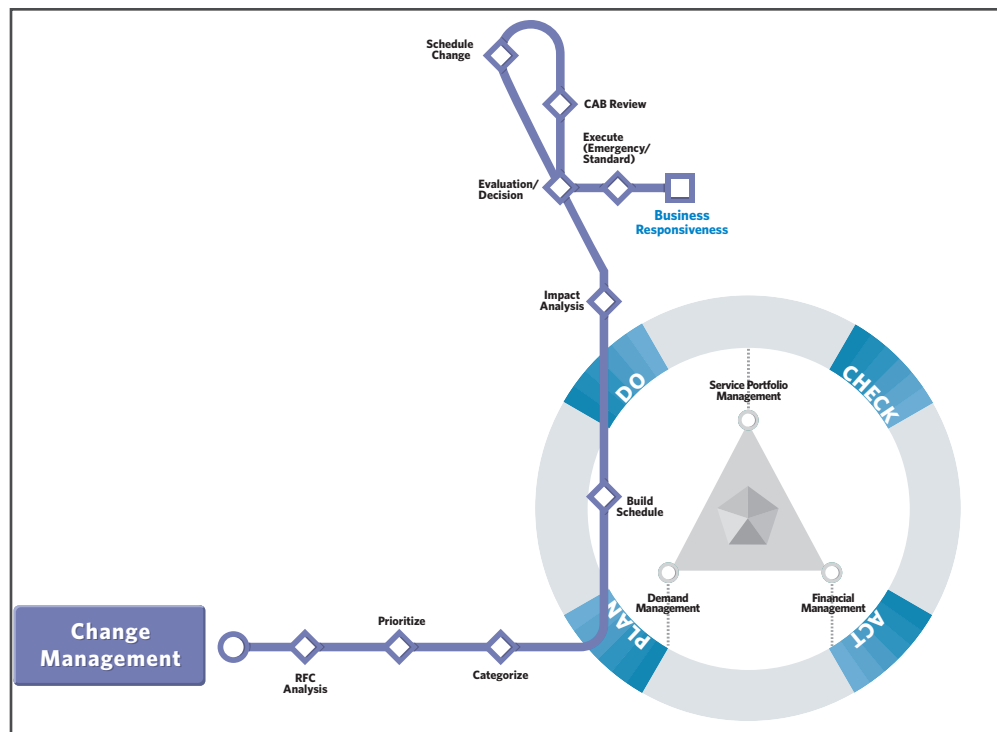 Schedule
Change
CAB Review
Execute
(Emergency/
Standard)
Evaluation/
Decision
Business
Responsiveness
Impact
Analysis
DO
CHECK
Service Portfolio
Management
Build
Schedule
Demand
Management
Financial
Management
PLAN
ACT
Change
Management
Prioritize
RFC
Analysis
Categorize